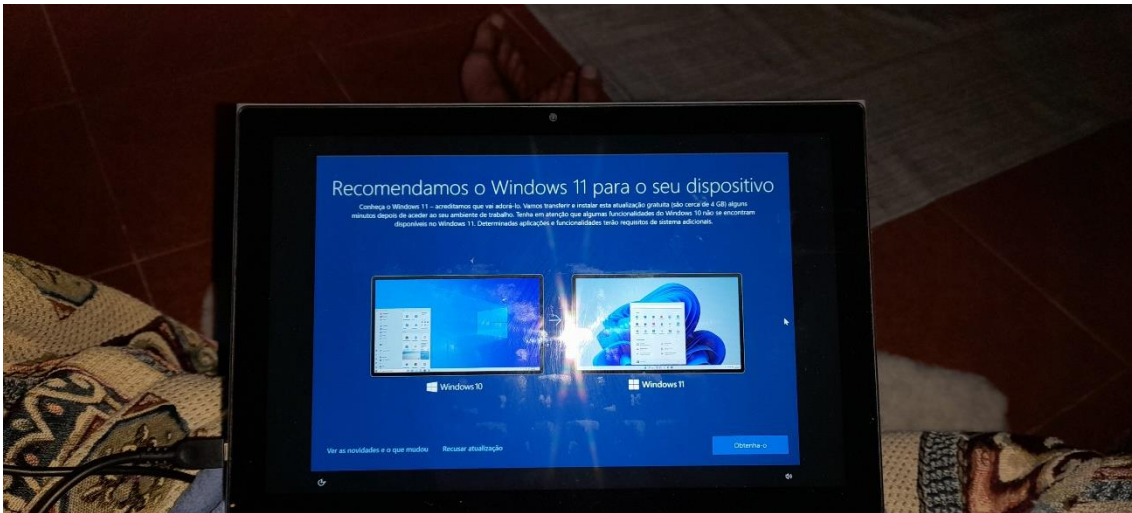 Recomendamos o Windows 11 para o seu dispositivo
Conheça o Windows 11 – acreditamos que vai adorá-lo. Vamos transferir e instalar esta atualização gratuita (são cerca de 4 GB) alguns
minutos depois de aceder ao seu ambiente de trabalho. Tenha em atenção que algumas funcionalidades do Windows 10 não se encontram
disponíveis no Windows 11. Determinadas aplicações e funcionalidades terão requisitos de sistema adicionais.
Windows 10
Windows 11
Ver as novidades e o que mudou
Recusar atualização
Obtenha-o